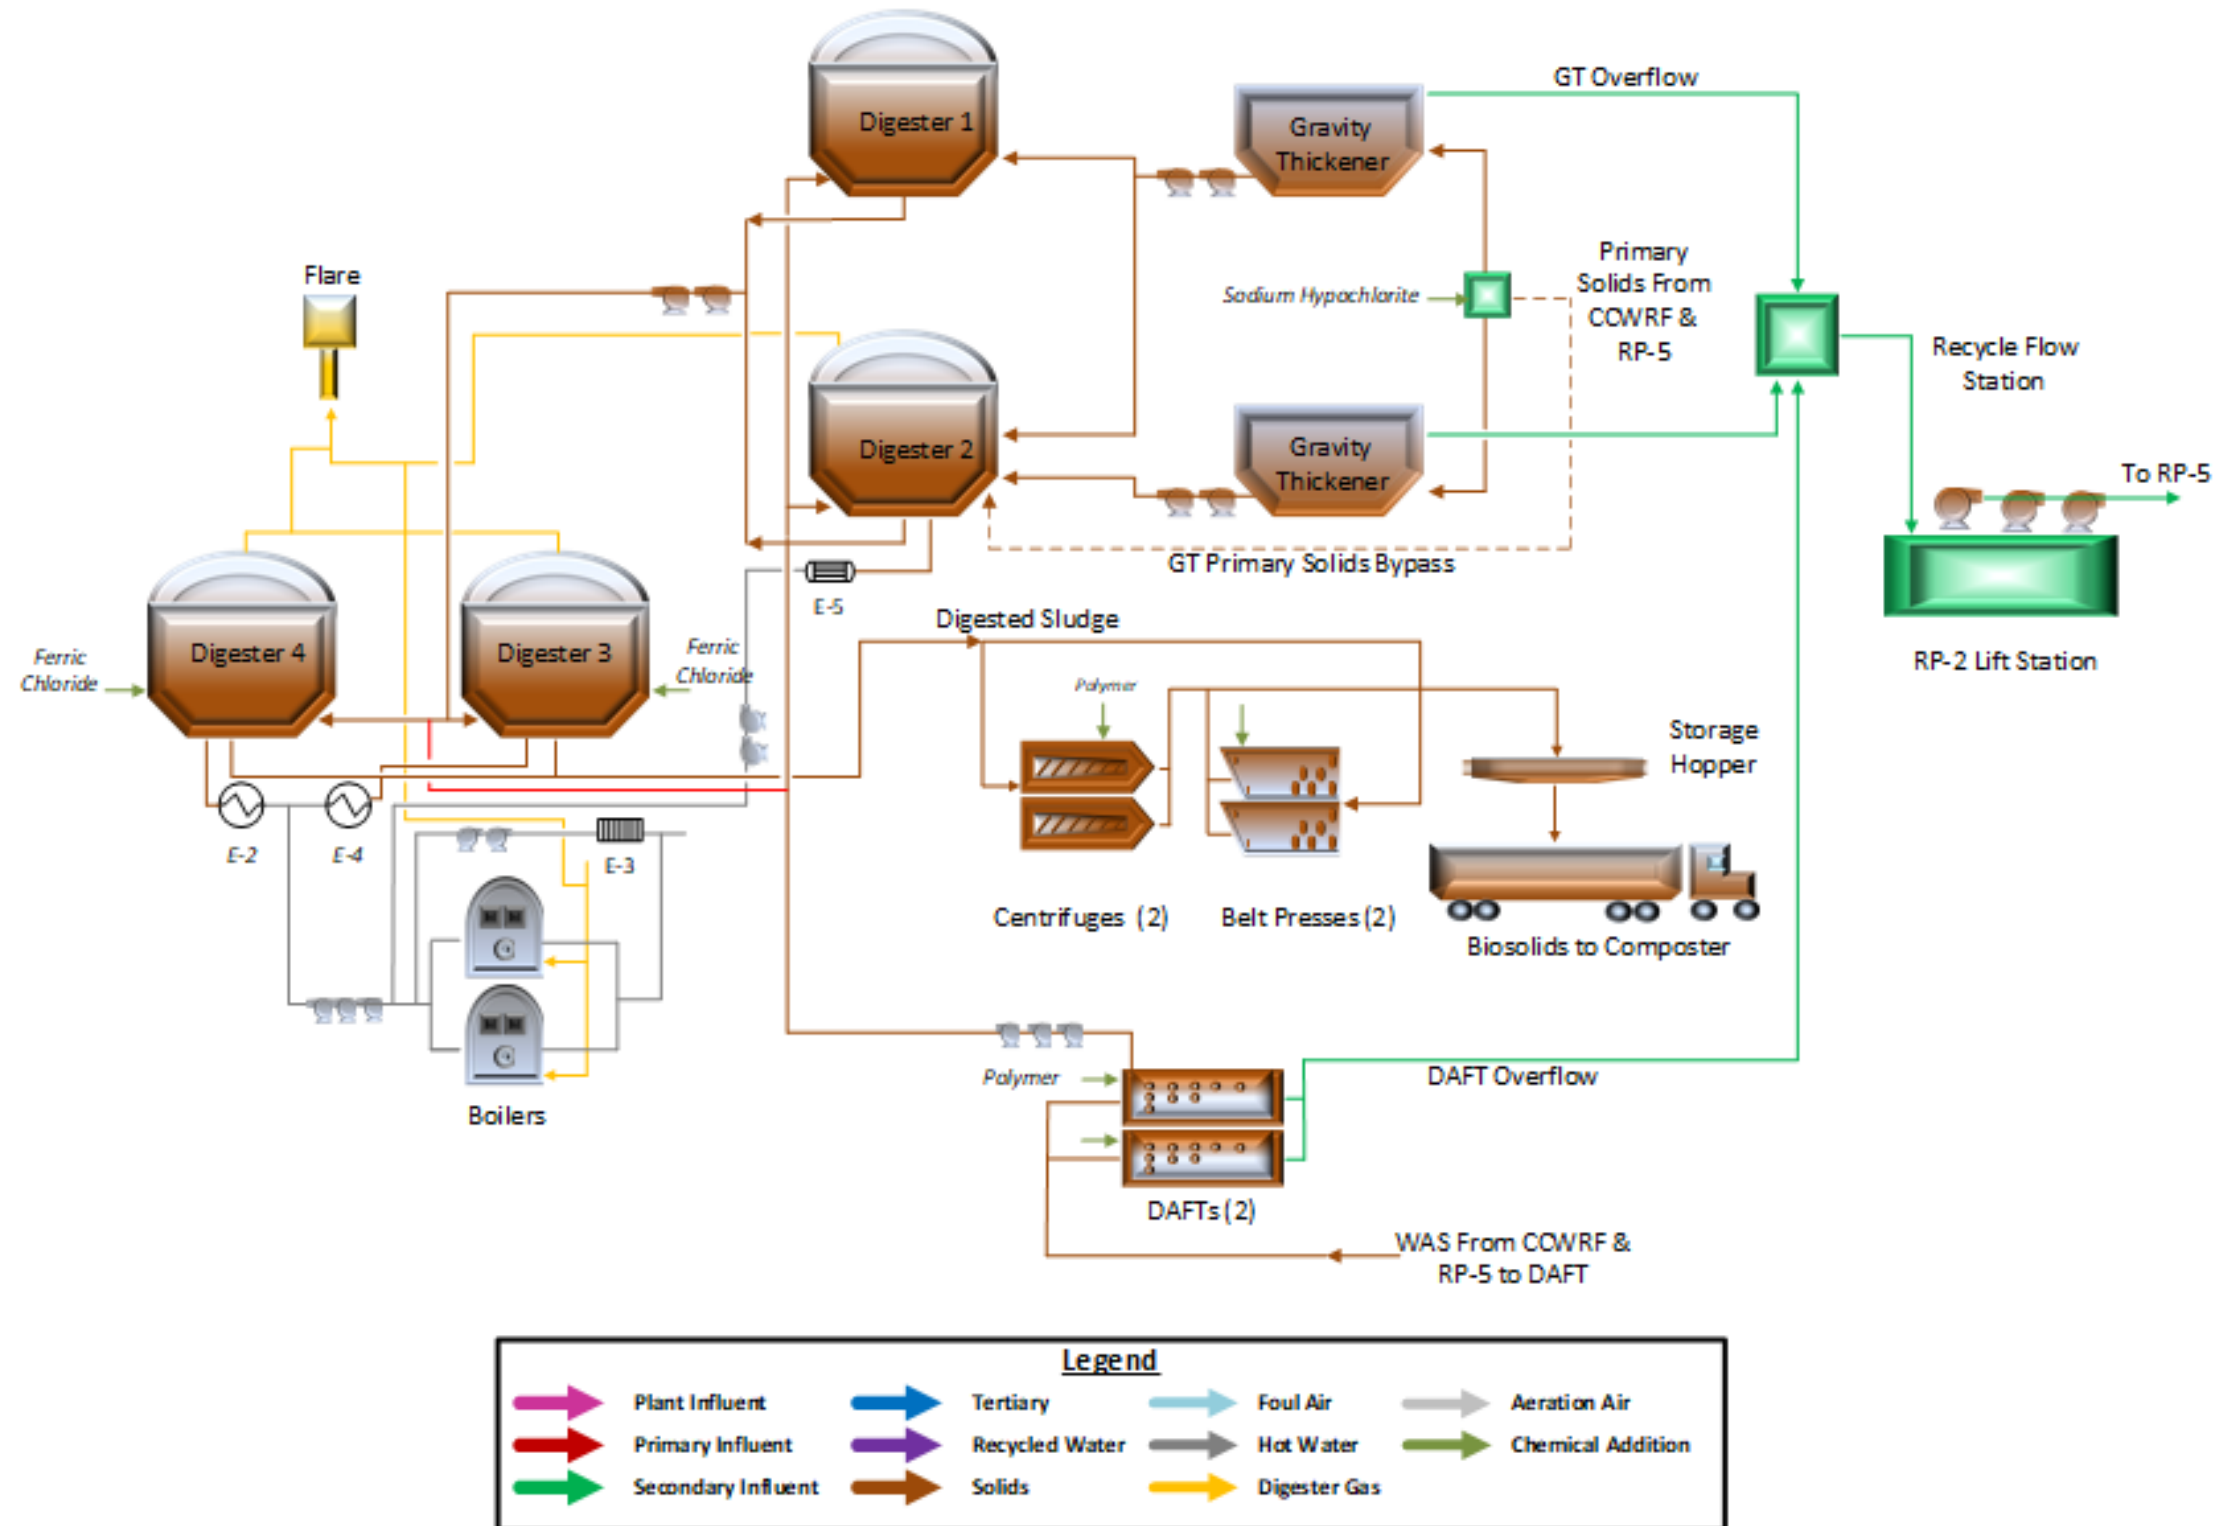 Digester 1
GT Overflow
Gravity
Thickener
Flare
Sodium Hypochlorite
Primary
Solids From
CCWRF &
RP-5
Recycle Flow
Station
Digester 2
Gravity
Thickener
To RP-5
GT Primary Solids Bypass
E-5
Digested Sludge
RP-2 Lift Station
Ferric
Chloride
Digester 4
Digester 3
Ferric
Chloride
Polymer
Storage
Hopper
E-2
E-4
E-3
Centrifuges (2)
Belt Presses (2)
Biosolids to Composter
Boilers
Polymer
DAFT Overflow
DAFTs (2)
WAS From CCWRF &
RP-5 to DAFT
Legend
Plant Influent
Tertiary
Foul Air
Aeration Air
Primary Influent
Recycled Water
Hot Water
Chemical Addition
Secondary Influent
Solids
Digester Gas